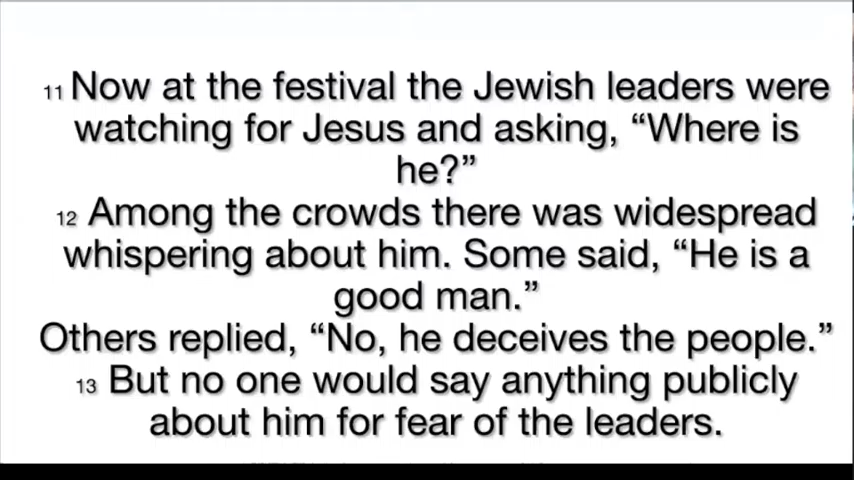 11 Now at the festival the Jewish leaders were
watching for Jesus and asking, “Where is
he?”
12 Among the crowds there was widespread
whispering about him. Some said, “He is a
good man.”
Others replied, “No, he deceives the people.”
13 But no one would say anything publicly
about him for fear of the leaders.